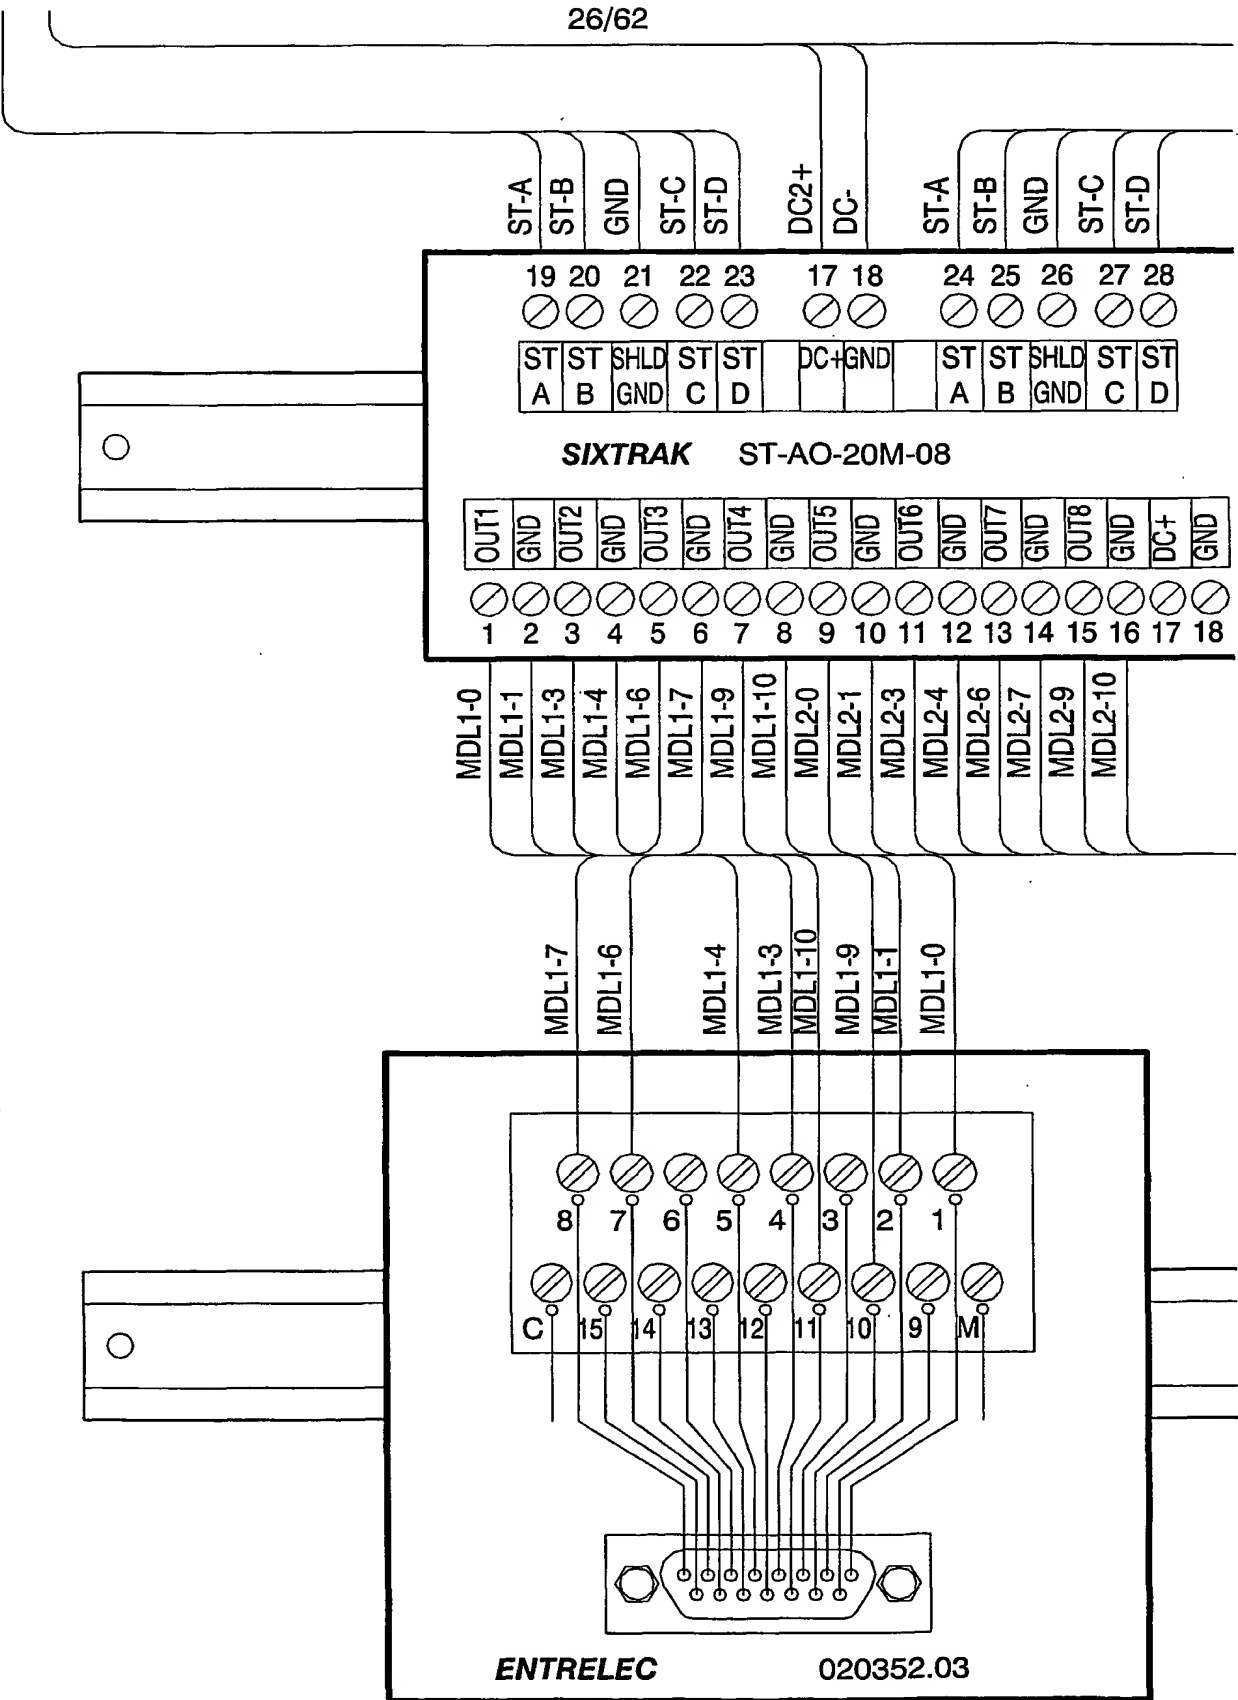 26/62
ST-A ST-B GND ST-C ST-D DC2+ DC- ST-A ST-B GND ST-C ST-D
19 20 21 22 23 17 18 24 25 26 27 28
ST ST SHLD ST ST DC+ GND ST ST SHLD ST ST
A B GND C D A B GND C D
SIXTRAK ST-AO-20M-08
OUT1 GND OUT2 GND OUT3 GND OUT4 GND OUT5 GND OUT6 GND OUT7 GND OUT8 GND DC+ GND
1 2 3 4 5 6 7 8 9 10 11 12 13 14 15 16 17 18
MDL1-0 MDL1-1 MDL1-3 MDL1-4 MDL1-6 MDL1-7 MDL1-9 MDL1-10 MDL2-0 MDL2-1 MDL2-3 MDL2-4 MDL2-6 MDL2-7 MDL2-9 MDL2-10
MDL1-7 MDL1-6 MDL1-4 MDL1-3 MDL1-10 MDL1-9 MDL1-1 MDL1-0
8 7 6 5 4 3 2 1
C 15 14 13 12 11 10 9 M
ENTRELEC 020352.03